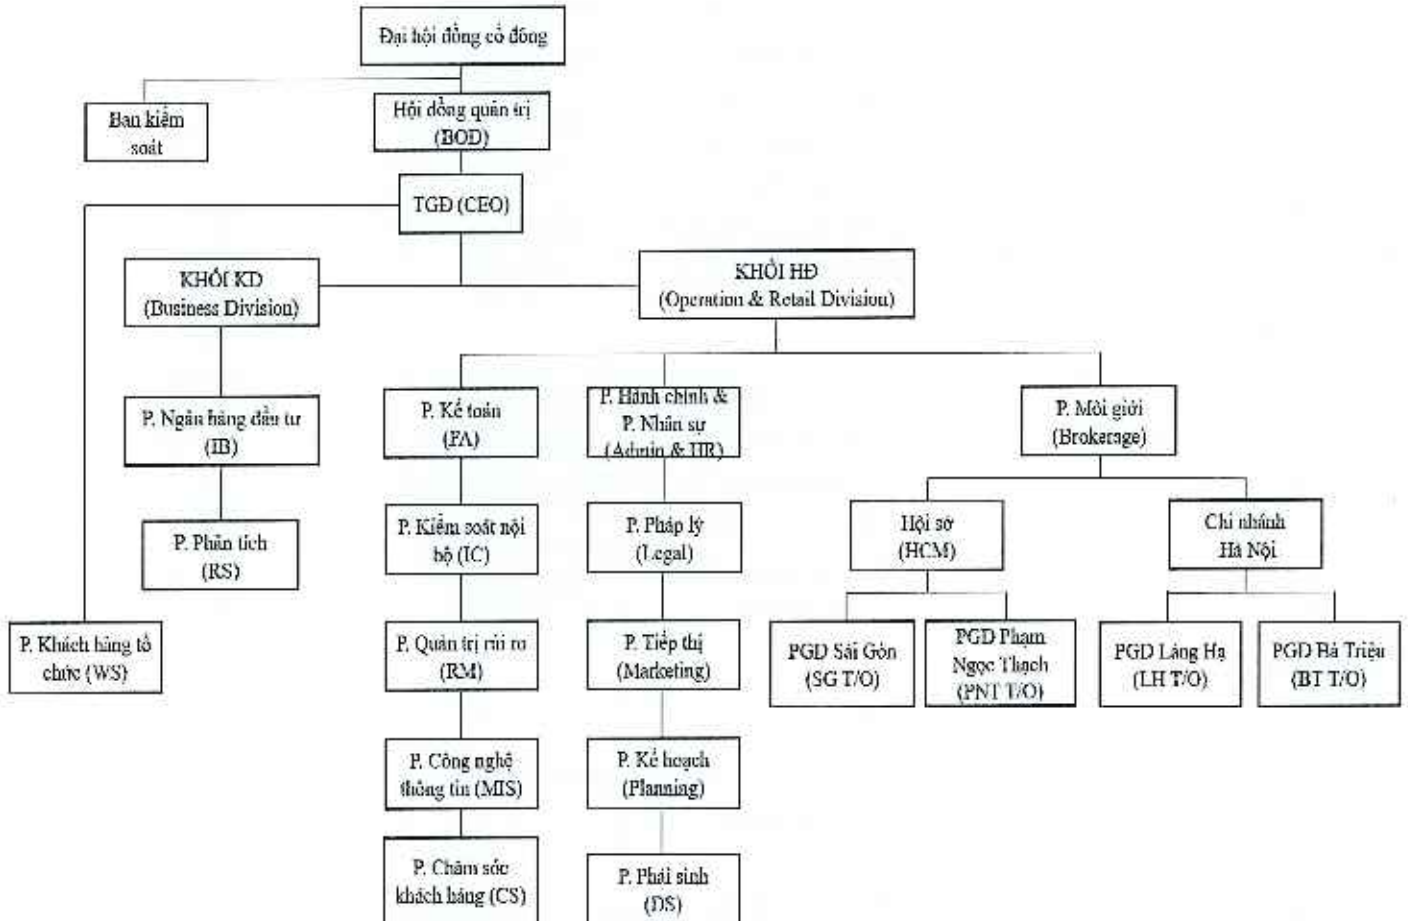 Đại hội đồng cổ đông
Ban kiểm
soát
Hội đồng quản trị
(BOD)
TGĐ (CEO)
KHỐI KD
(Business Division)
KHỐI HĐ
(Operation & Retail Division)
P. Ngân hàng đầu tư
(IB)
P. Phân tích
(RS)
P. Khách hàng tổ
chức (WS)
P. Kế toán
(FA)
P. Kiểm soát nội
bộ (IC)
P. Quản trị rủi ro
(RM)
P. Công nghệ
thông tin (MIS)
P. Chăm sóc
khách hàng (CS)
P. Hành chính &
P. Nhân sự
(Admin & HR)
P. Pháp lý
(Legal)
P. Tiếp thị
(Marketing)
P. Kế hoạch
(Planning)
P. Phái sinh
(DS)
P. Môi giới
(Brokerage)
Hội sở
(HCM)
Chi nhánh
Hà Nội
PGD Sài Gòn
(SG T/O)
PGD Phạm
Ngọc Thạch
(PNT T/O)
PGD Láng Hạ
(LH T/O)
PGD Bà Triệu
(BT T/O)